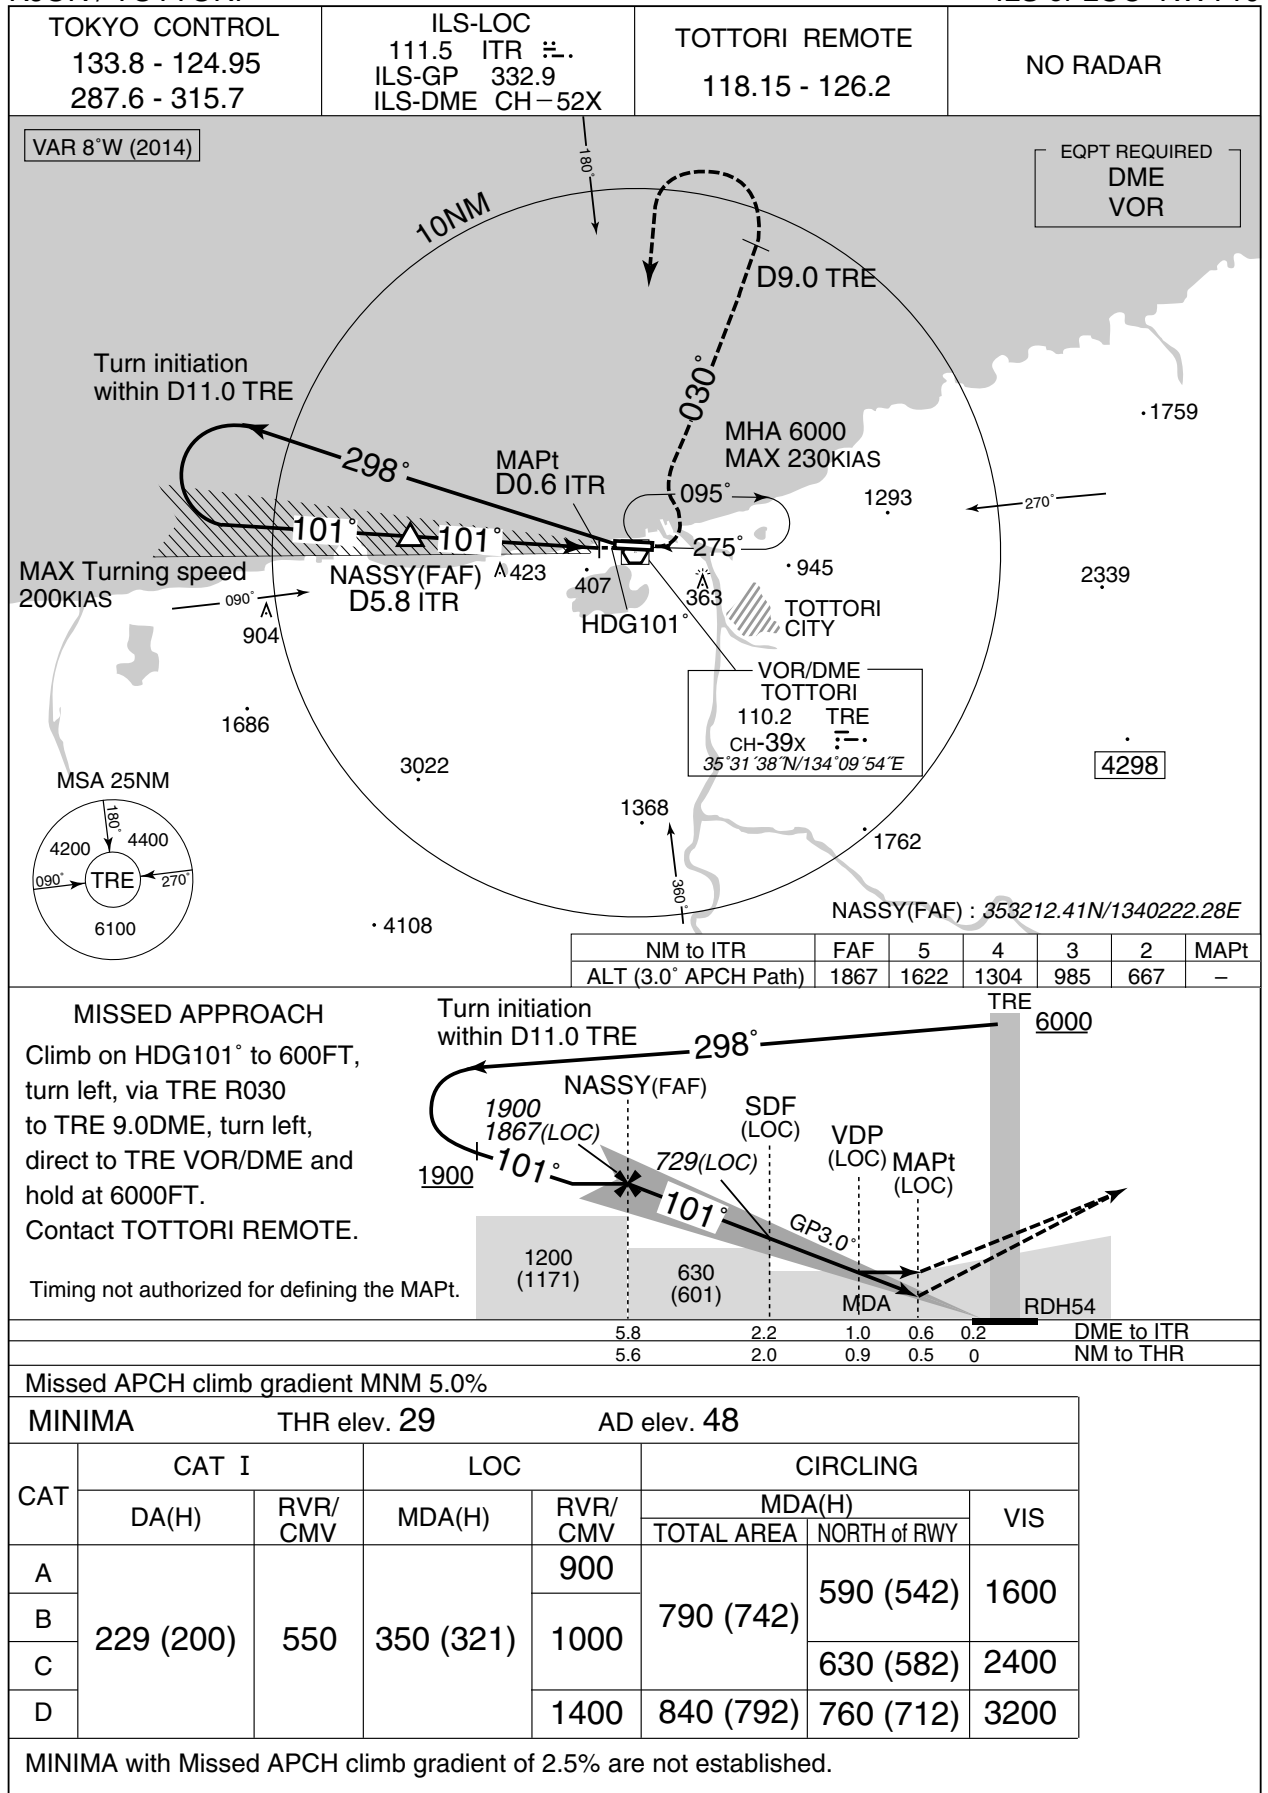 TOKYO CONTROL
133.8 - 124.95
287.6 - 315.7
ILS-LOC
111.5 ITR
ILS-GP 332.9
ILS-DME CH-52X
TOTTORI REMOTE
118.15 - 126.2
NO RADAR
VAR 8°W (2014)
EQPT REQUIRED
DME
VOR
180°
10NM
D9.0 TRE
Turn initiation
within D11.0 TRE
030°
1759
MHA 6000
MAX 230KIAS
298°
MAPt
D0.6 ITR
095°
1293
270°
101°
101°
275°
MAX Turning speed
200KIAS
NASSY(FAF)
D5.8 ITR
423
407
945
2339
090°
363
904
HDG101°
TOTTORI
CITY
VOR/DME
TOTTORI
110.2 TRE
CH-39X
35°31´38˝N/134°09´54˝E
1686
3022
4298
MSA 25NM
180°
4200
4400
090°
TRE
270°
6100
1368
1762
360°
4108
NASSY(FAF) : 353212.41N/1340222.28E
NM to ITR FAF 5 4 3 2 MAPt
ALT (3.0° APCH Path) 1867 1622 1304 985 667 –
MISSED APPROACH
Climb on HDG101° to 600FT,
turn left, via TRE R030
to TRE 9.0DME, turn left,
direct to TRE VOR/DME and
hold at 6000FT.
Contact TOTTORI REMOTE.
Timing not authorized for defining the MAPt.
Turn initiation
within D11.0 TRE
TRE
6000
298°
NASSY(FAF)
1900
1867(LOC)
SDF
(LOC)
VDP
(LOC)
MAPt
(LOC)
729(LOC)
1900
101°
101°
GP3.0°
1200
(1171)
630
(601)
MDA
RDH54
5.8 2.2 1.0 0.6 0.2 DME to ITR
5.6 2.0 0.9 0.5 0 NM to THR
Missed APCH climb gradient MNM 5.0%
MINIMA THR elev. 29 AD elev. 48
CAT
CAT I
LOC
CIRCLING
DA(H)
RVR/
CMV
MDA(H)
RVR/
CMV
MDA(H)
TOTAL AREA
NORTH of RWY
VIS
A
B
C
D
229 (200)
550
350 (321)
900
1000
1400
790 (742)
840 (792)
590 (542)
630 (582)
760 (712)
1600
2400
3200
MINIMA with Missed APCH climb gradient of 2.5% are not established.